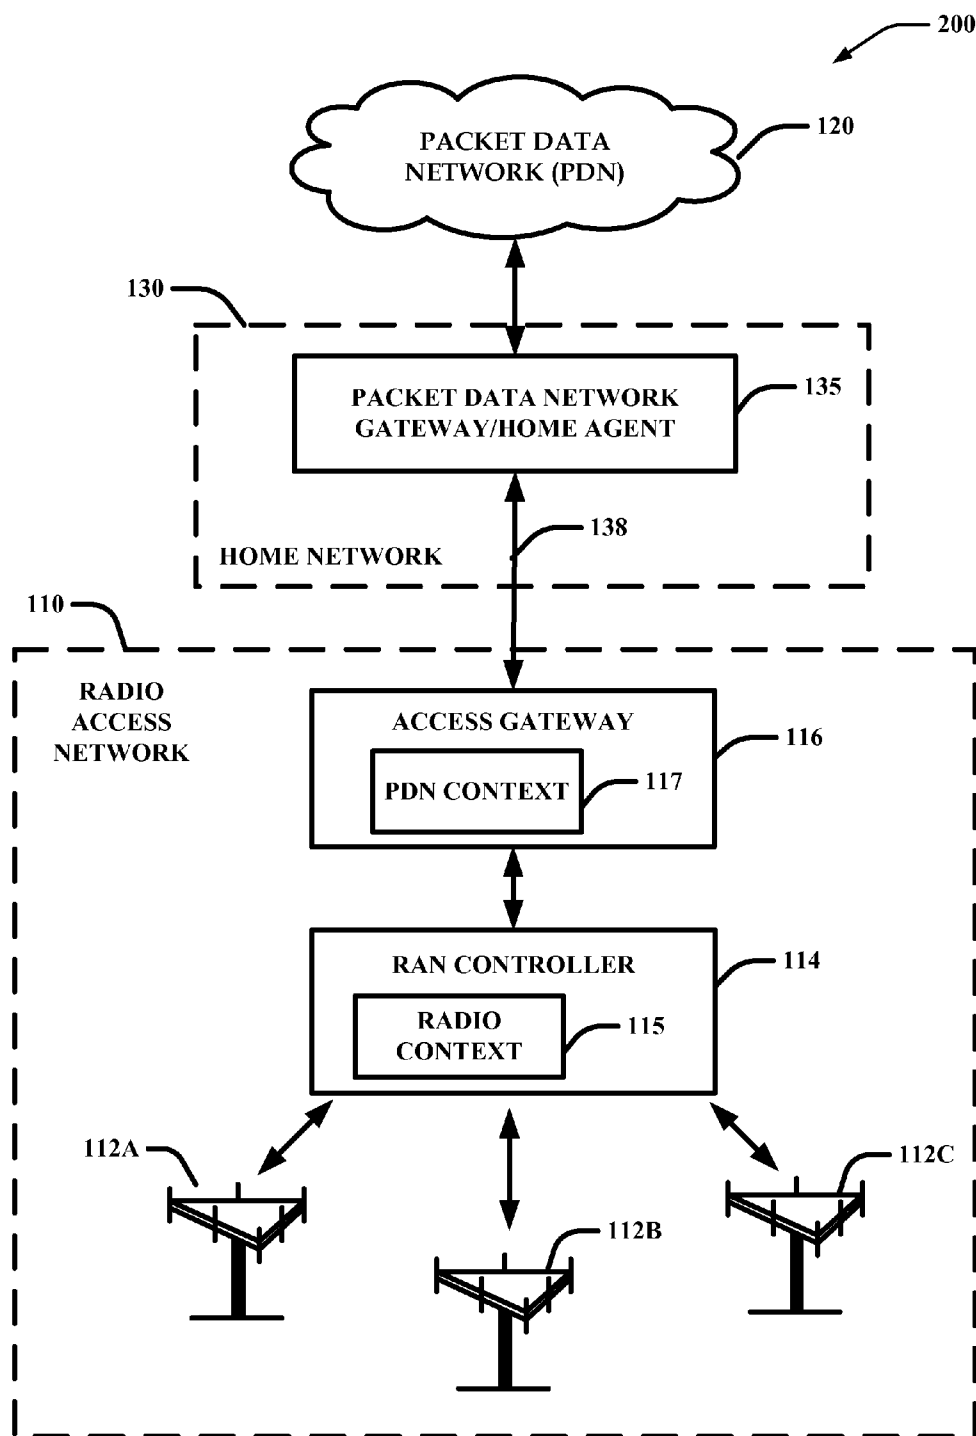 200
PACKET DATA
NETWORK (PDN)
120
130
PACKET DATA NETWORK
GATEWAY/HOME AGENT
135
138
HOME NETWORK
110
RADIO
ACCESS
NETWORK
ACCESS GATEWAY
116
PDN CONTEXT
117
RAN CONTROLLER
114
RADIO
CONTEXT
115
112A
112C
112B